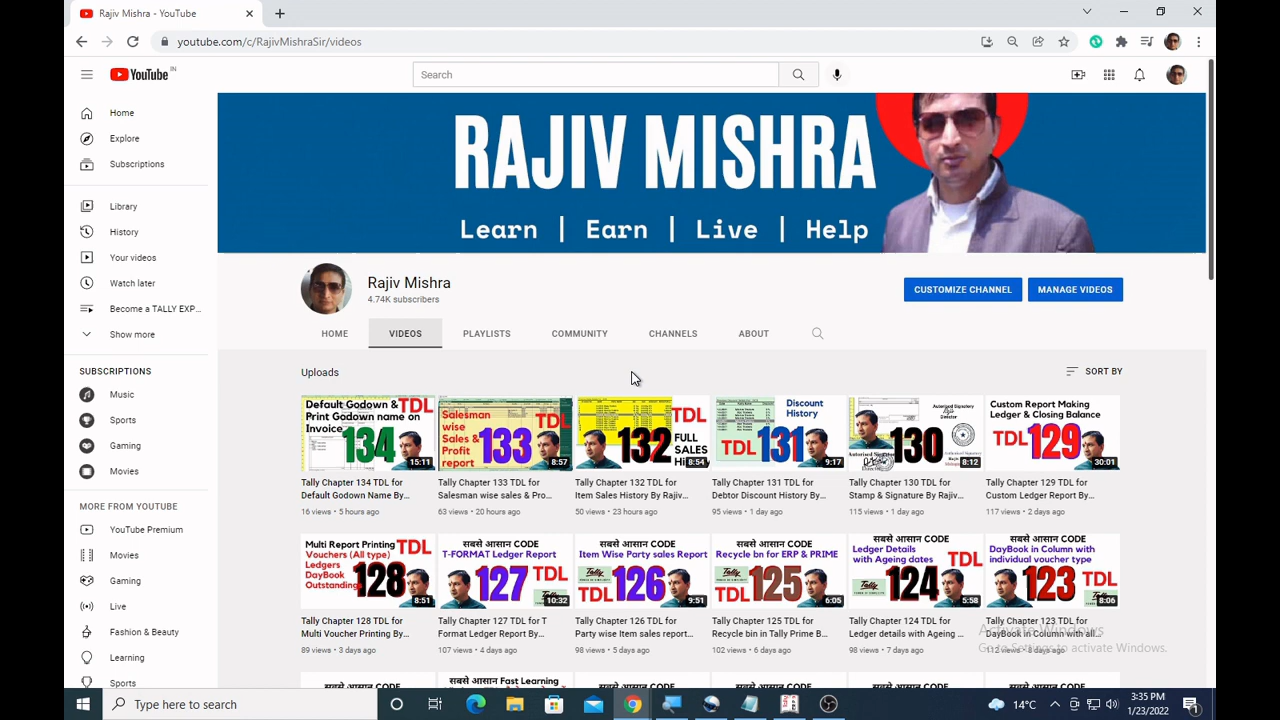 Rajiv Mishra - YouTube
youtube.com/c/RajivMishraSir/videos
YouTube IN
Search
Home
Explore
Subscriptions
Library
History
Your videos
Watch later
Become a TALLY EXP...
Show more
SUBSCRIPTIONS
Music
Sports
Gaming
Movies
MORE FROM YOUTUBE
YouTube Premium
Movies
Gaming
Live
Fashion & Beauty
Learning
Sports
RAJIV MISHRA
Learn | Earn | Live | Help
Rajiv Mishra
4.74K subscribers
CUSTOMIZE CHANNEL
MANAGE VIDEOS
HOME VIDEOS PLAYLISTS COMMUNITY CHANNELS ABOUT
Uploads
SORT BY
Default Godown &
Print Godown name on
Invoice
TDL
134
15:11
Tally Chapter 134 TDL for
Default Godown Name By...
16 views • 5 hours ago
Salesman
wise
Sales &
Profit
report
TDL
133
8:57
Tally Chapter 133 TDL for
Salesman wise sales & Pro...
63 views • 20 hours ago
TDL
132
FULL
SALES
8:54
Tally Chapter 132 TDL for
Item Sales History By Rajiv...
50 views • 23 hours ago
Discount
History
TDL
131
9:17
Tally Chapter 131 TDL for
Debtor Discount History By...
95 views • 1 day ago
130
8:12
Tally Chapter 130 TDL for
Stamp & Signature By Rajiv...
115 views • 1 day ago
Custom Report Making
Ledger & Closing Balance
TDL
129
30:01
Tally Chapter 129 TDL for
Custom Ledger Report By...
117 views • 2 days ago
Multi Report Printing
Vouchers (All type)
Ledgers
DayBook
Outstanding
TDL
128
8:51
Tally Chapter 128 TDL for
Multi Voucher Printing By...
89 views • 3 days ago
सबसे आसान CODE
T-FORMAT Ledger Report
127
TDL
Tally
10:32
Tally Chapter 127 TDL for T
Format Ledger Report By...
107 views • 4 days ago
सबसे आसान CODE
Item Wise Party sales Report
Tally
TDL
126
9:51
Tally Chapter 126 TDL for
Party wise Item sales report...
98 views • 5 days ago
सबसे आसान CODE
Recycle bn for ERP & PRIME
Tally
TDL
125
6:05
Tally Chapter 125 TDL for
Recycle bin in Tally Prime B...
102 views • 6 days ago
सबसे आसान CODE
Ledger Details
with Ageing dates
TDL
Tally
124
5:58
Tally Chapter 124 TDL for
Ledger details with Ageing ...
98 views • 7 days ago
सबसे आसान CODE
DayBook in Column with
individual voucher type
123
TDL
Tally
8:06
Tally Chapter 123 TDL for
DayBook in Column with all...
सबसे आसान CODE
सबसे आसान Fast Learning
सबसे आसान CODE
सबसे आसान CODE
सबसे आसान CODE
सबसे आसान CODE
Activate Windows
Go to Settings to activate Windows.
Type here to search
14°C
3:35 PM
1/23/2022